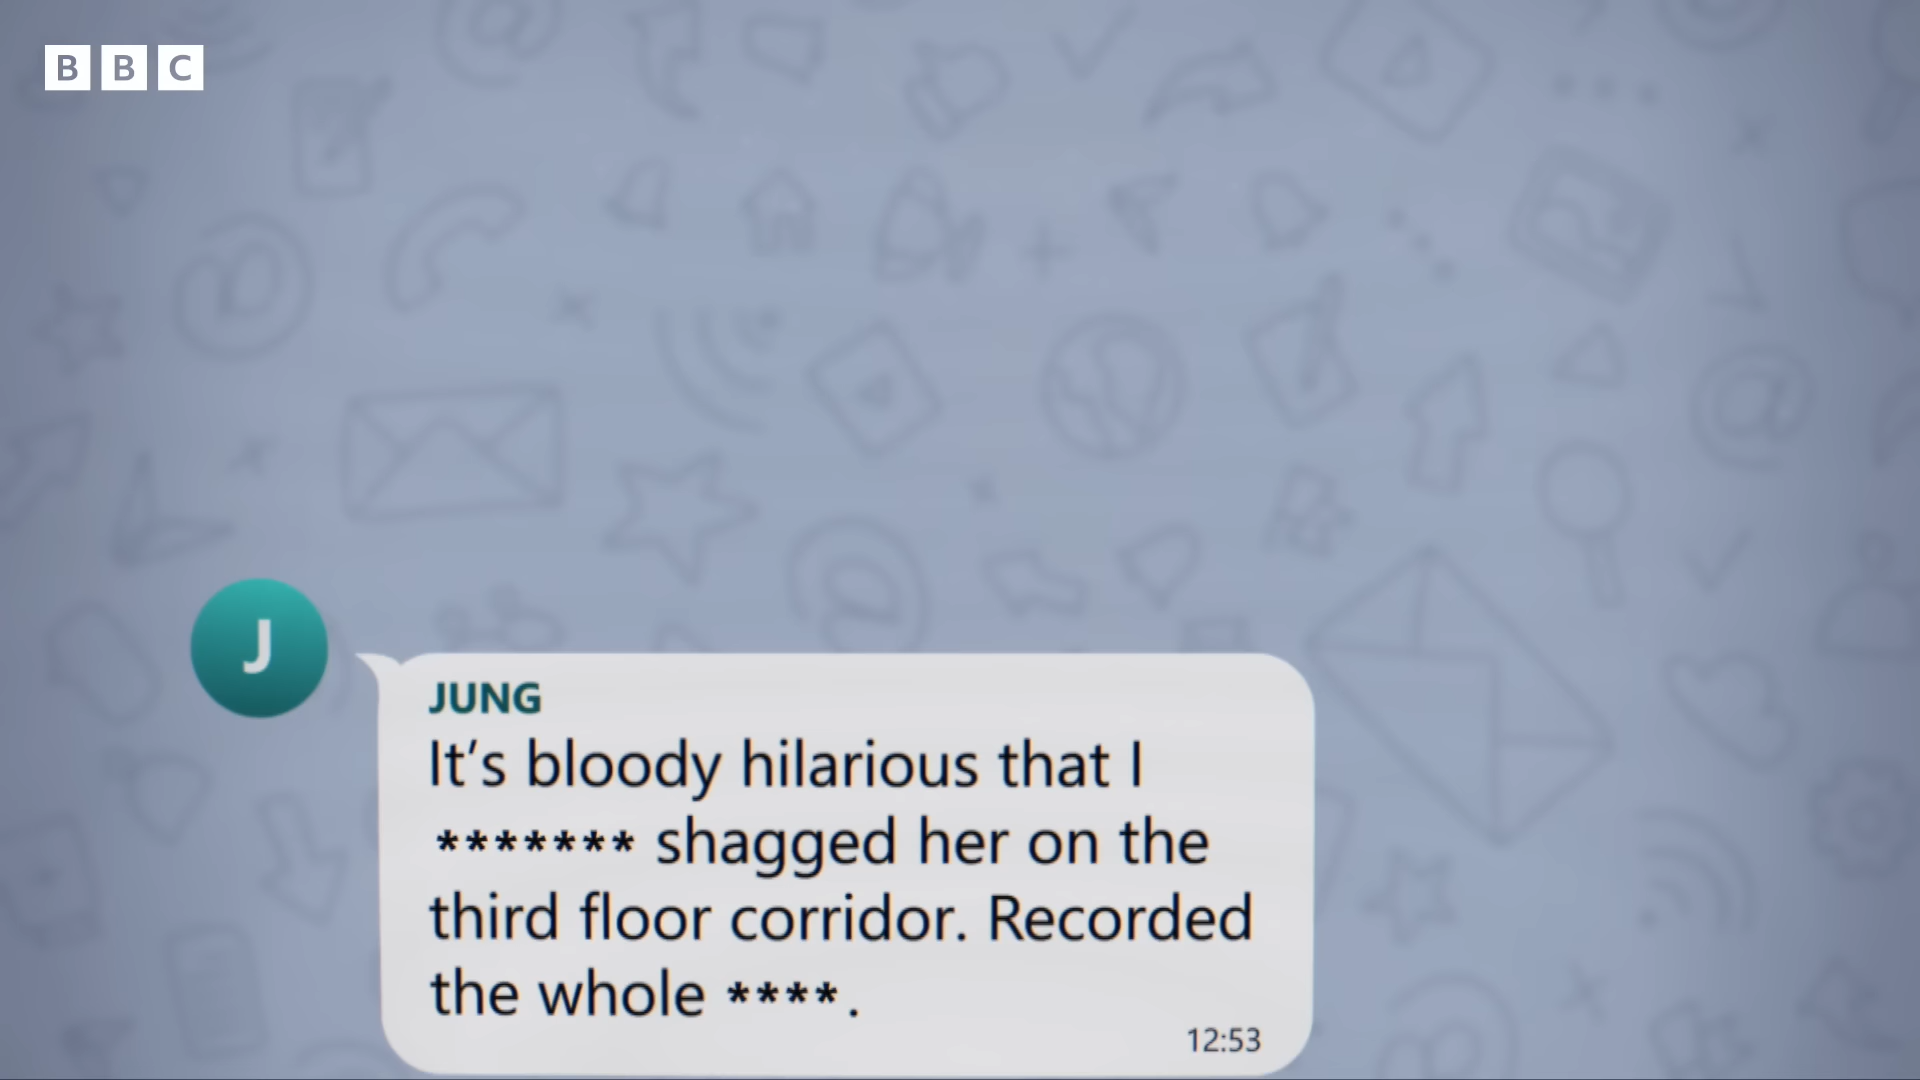 BBC
J
JUNG
It’s bloody hilarious that I
******* shagged her on the
third floor corridor. Recorded
the whole ****.
12:53